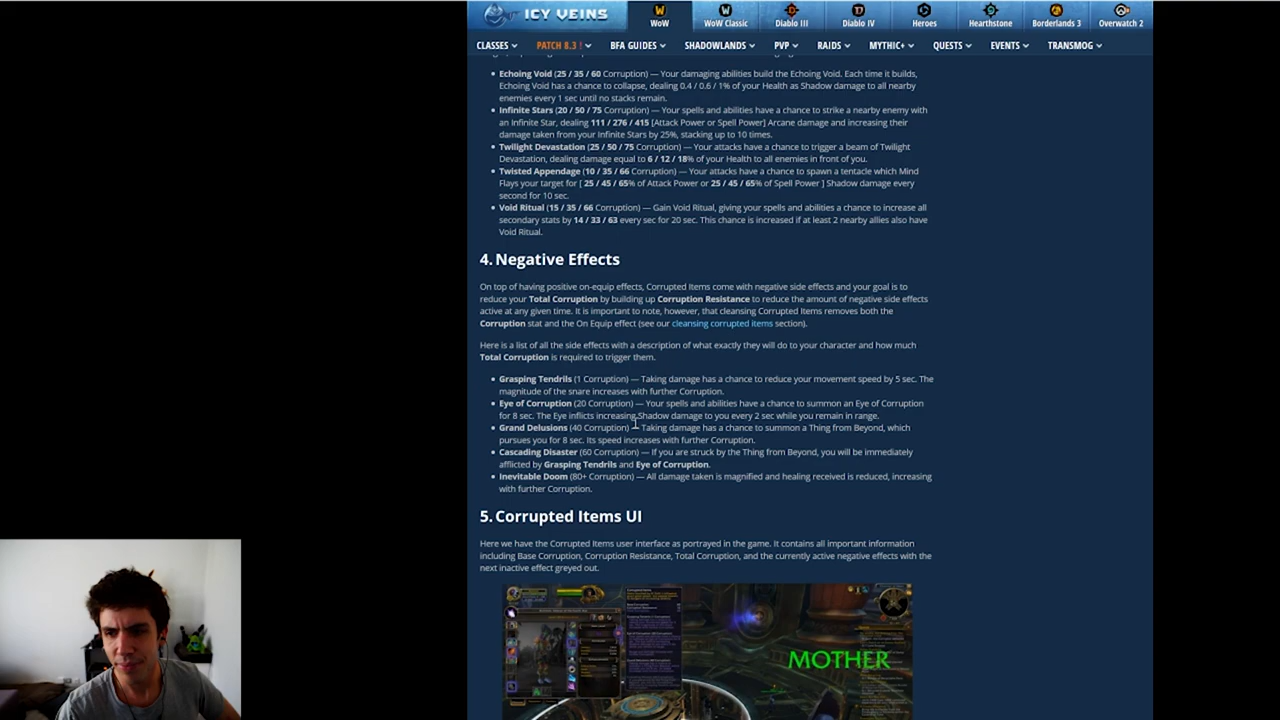 ICY VEINS
WoW
WoW Classic
Diablo III
Diablo IV
Heroes
Hearthstone
Borderlands 3
Overwatch 2
CLASSES
PATCH 8.3 !
BFA GUIDES
SHADOWLANDS
PVP
RAIDS
MYTHIC+
QUESTS
EVENTS
TRANSMOG
Echoing Void (25 / 35 / 60 Corruption) — Your damaging abilities build the Echoing Void. Each time it builds,
Echoing Void has a chance to collapse, dealing 0.4 / 0.6 / 1% of your Health as Shadow damage to all nearby
enemies every 1 sec until no stacks remain.
Infinite Stars (20 / 50 / 75 Corruption) — Your spells and abilities have a chance to strike a nearby enemy with
an Infinite Star, dealing 111 / 276 / 415 [Attack Power or Spell Power] Arcane damage and increasing their
damage taken from your Infinite Stars by 25%, stacking up to 10 times.
Twilight Devastation (25 / 50 / 75 Corruption) — Your attacks have a chance to trigger a beam of Twilight
Devastation, dealing damage equal to 6 / 12 / 18% of your Health to all enemies in front of you.
Twisted Appendage (10 / 35 / 66 Corruption) — Your attacks have a chance to spawn a tentacle which Mind
Flays your target for [ 25 / 45 / 65% of Attack Power or 25 / 45 / 65% of Spell Power ] Shadow damage every
second for 10 sec.
Void Ritual (15 / 35 / 66 Corruption) — Gain Void Ritual, giving your spells and abilities a chance to increase all
secondary stats by 14 / 33 / 63 every sec for 20 sec. This chance is increased if at least 2 nearby allies also have
Void Ritual.
4. Negative Effects
On top of having positive on-equip effects, Corrupted Items come with negative side effects and your goal is to
reduce your Total Corruption by building up Corruption Resistance to reduce the amount of negative side effects
active at any given time. It is important to note, however, that cleansing Corrupted Items removes both the
Corruption stat and the On Equip effect (see our cleansing corrupted items section).
Here is a list of all the side effects with a description of what exactly they will do to your character and how much
Total Corruption is required to trigger them.
Grasping Tendrils (1 Corruption) — Taking damage has a chance to reduce your movement speed by 5 sec. The
magnitude of the snare increases with further Corruption.
Eye of Corruption (20 Corruption) — Your spells and abilities have a chance to summon an Eye of Corruption
for 8 sec. The Eye inflicts increasing Shadow damage to you every 2 sec while you remain in range.
Grand Delusions (40 Corruption) — Taking damage has a chance to summon a Thing from Beyond, which
pursues you for 8 sec. Its speed increases with further Corruption.
Cascading Disaster (60 Corruption) — If you are struck by the Thing from Beyond, you will be immediately
afflicted by Grasping Tendrils and Eye of Corruption.
Inevitable Doom (80+ Corruption) — All damage taken is magnified and healing received is reduced, increasing
with further Corruption.
5. Corrupted Items UI
Here we have the Corrupted Items user interface as portrayed in the game. It contains all important information
including Base Corruption, Corruption Resistance, Total Corruption, and the currently active negative effects with the
next inactive effect greyed out.
MOTHER